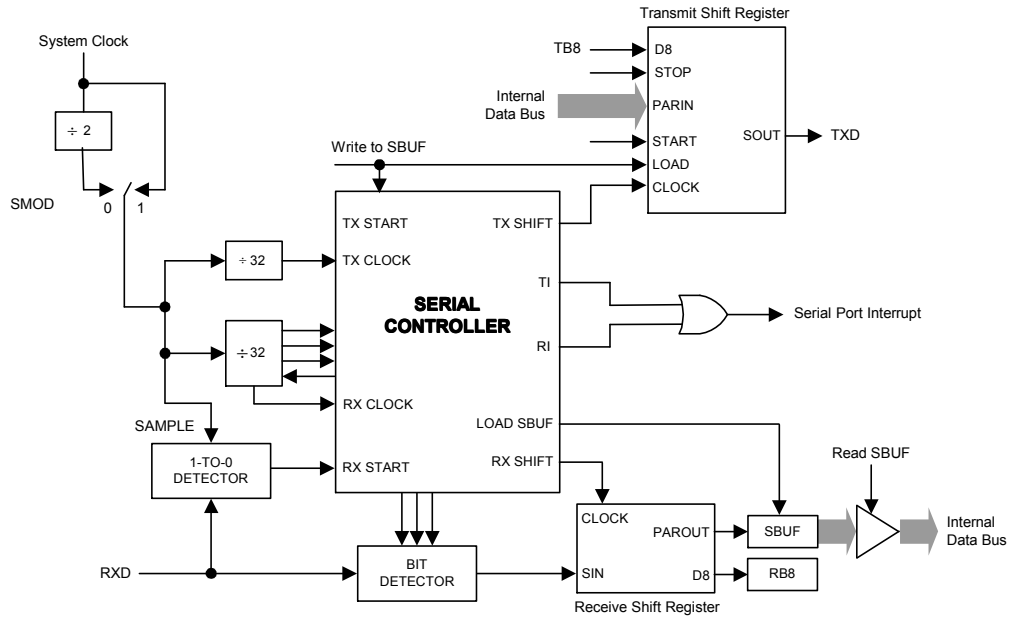 Transmit Shift Register
System Clock
TB8
D8
STOP
Internal
Data Bus
PARIN
÷ 2
SOUT
TXD
START
Write to SBUF
LOAD
CLOCK
SMOD
0
1
TX START
TX SHIFT
÷ 32
TX CLOCK
TI
SERIAL
CONTROLLER
Serial Port Interrupt
÷ 32
RI
RX CLOCK
LOAD SBUF
SAMPLE
1-TO-0
DETECTOR
RX START
RX SHIFT
Read SBUF
CLOCK
PAROUT
SBUF
Internal
Data Bus
RXD
BIT
DETECTOR
SIN
D8
RB8
Receive Shift Register